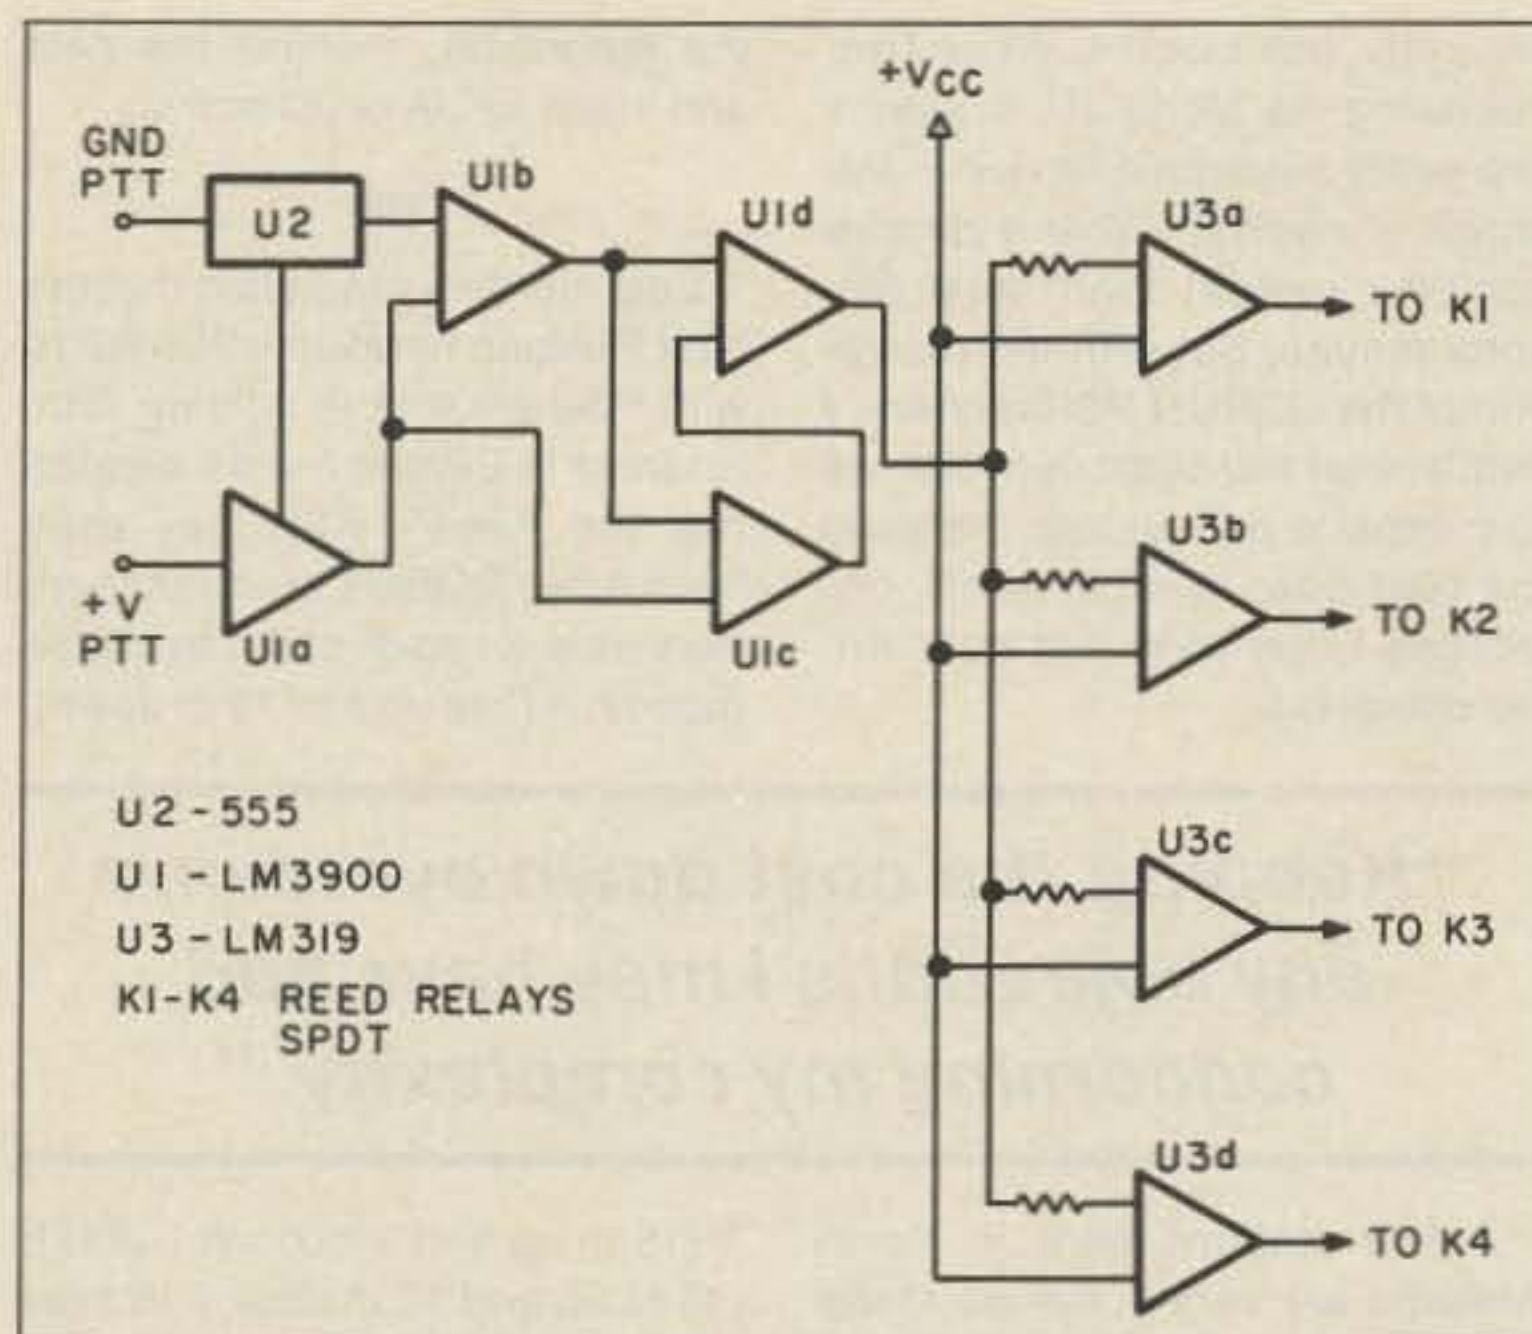 +VCC
GND
PTT
U2
U1b
U1d
U3a
TO K1
U3b
TO K2
+V
PTT
U1a
U1c
U2 - 555
U1 - LM3900
U3 - LM319
K1-K4 REED RELAYS
SPDT
U3c
TO K3
U3d
TO K4